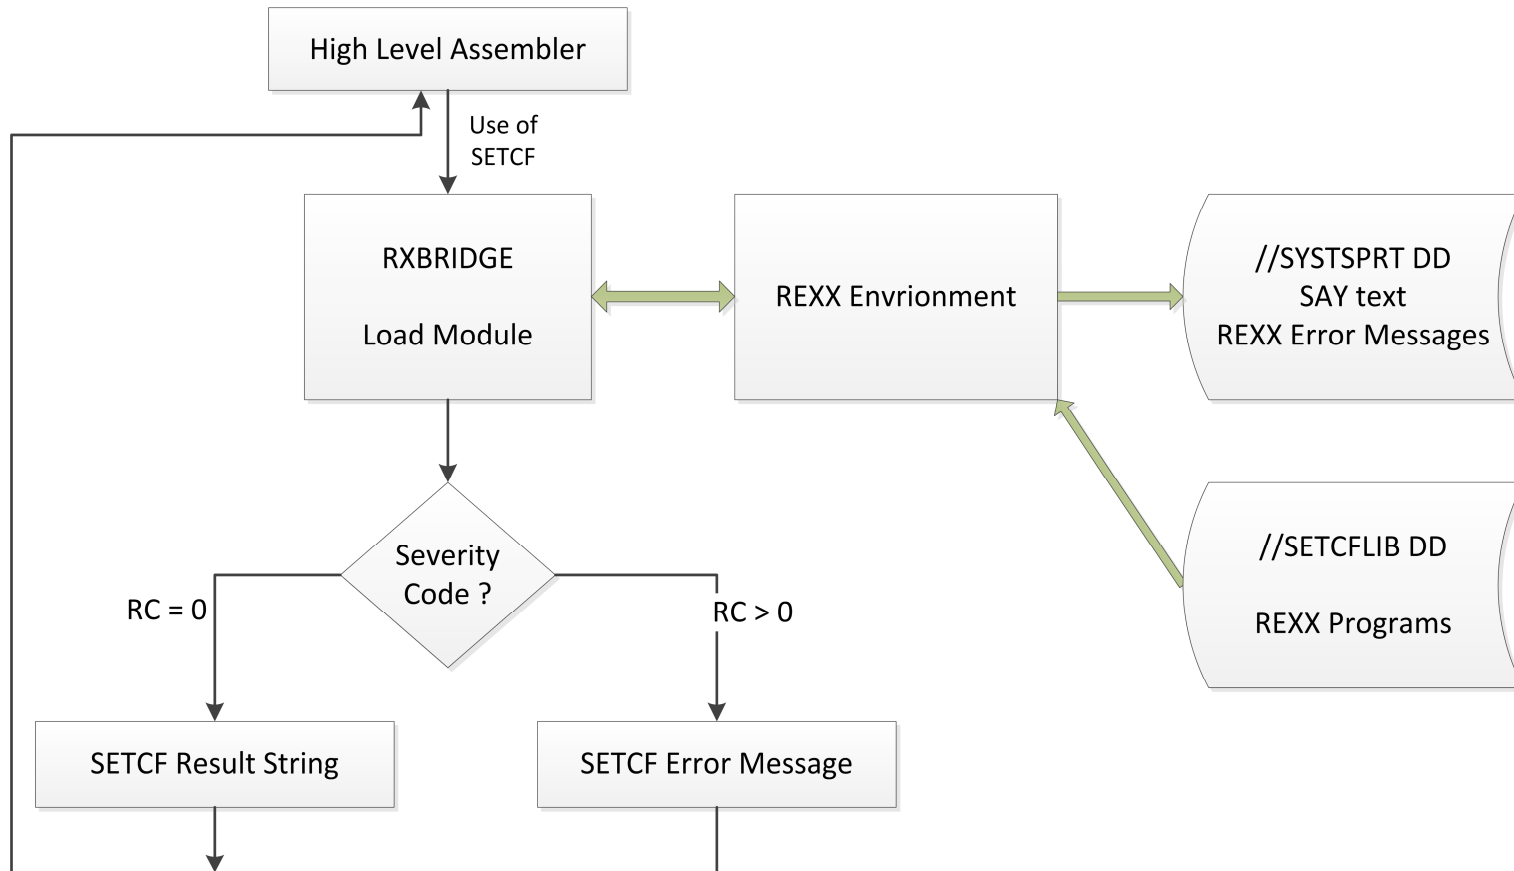 High Level Assembler
Use of
SETCF
RXBRIDGE
Load Module
REXX Envrionment
//SYSTSPRT DD
SAY text
REXX Error Messages
Severity
Code ?
RC = 0
RC > 0
//SETCFLIB DD
REXX Programs
SETCF Result String
SETCF Error Message